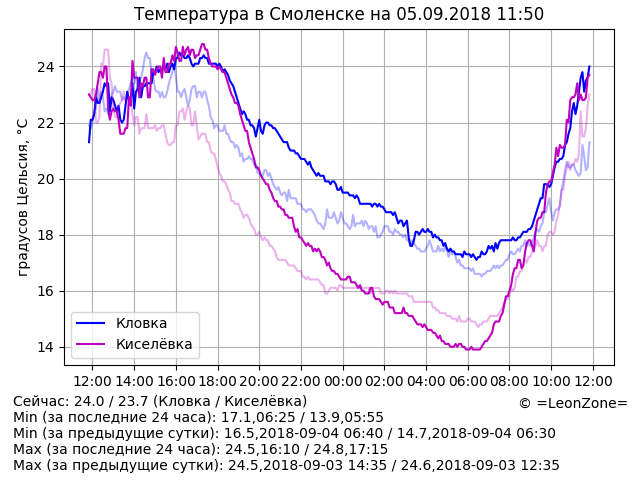 Температура в Смоленске на 05.09.2018 11:50
градусов Цельсия, °C
24
22
20
18
16
14
Кловка
Киселёвка
12:00 14:00 16:00 18:00 20:00 22:00 00:00 02:00 04:00 06:00 08:00 10:00 12:00
Сейчас: 24.0 / 23.7 (Кловка / Киселёвка)
© =LeonZone=
Min (за последние 24 часа): 17.1,06:25 / 13.9,05:55
Min (за предыдущие сутки): 16.5,2018-09-04 06:40 / 14.7,2018-09-04 06:30
Max (за последние 24 часа): 24.5,16:10 / 24.8,17:15
Max (за предыдущие сутки): 24.5,2018-09-03 14:35 / 24.6,2018-09-03 12:35